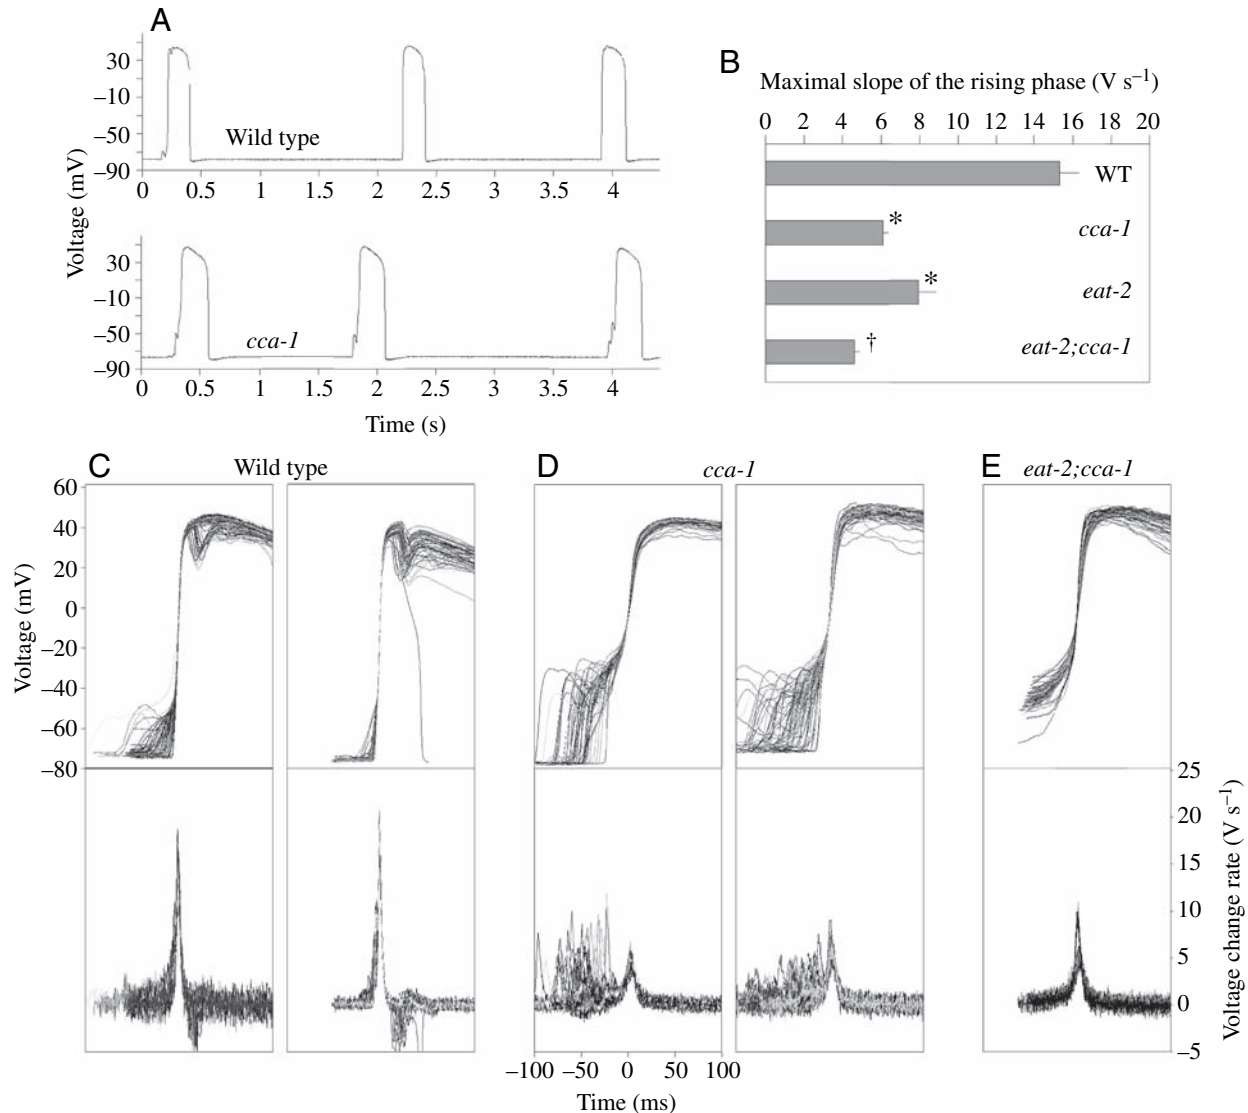 A
30
–10
–50
–90
Wild type
0 0.5 1 1.5 2 2.5 3 3.5 4
Voltage (mV)
30
–10
–50
–90
cca-1
0 0.5 1 1.5 2 2.5 3 3.5 4
Time (s)
B
Maximal slope of the rising phase (V s–1)
0 2 4 6 8 10 12 14 16 18 20
WT
* cca-1
* eat-2
† eat-2;cca-1
C Wild type
D cca-1
E eat-2;cca-1
60
40
20
0
–20
–40
–60
–80
Voltage (mV)
25
20
15
10
5
0
–5
Voltage change rate (V s–1)
–100 –50 0 50 100
Time (ms)